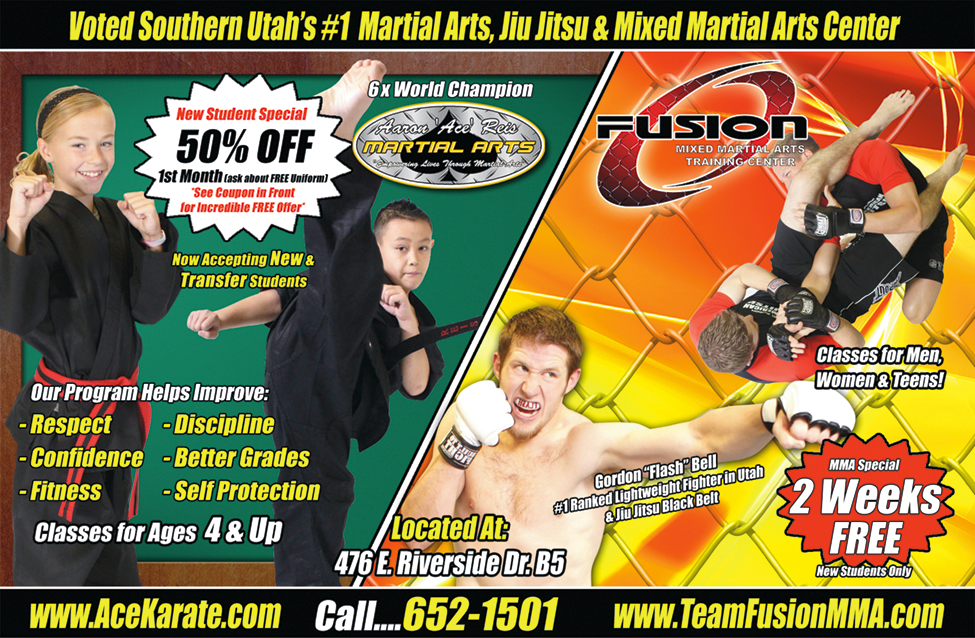 Voted Southern Utah's #1 Martial Arts, Jiu Jitsu & Mixed Martial Arts Center
New Student Special
50% OFF
1st Month (ask about FREE Uniform)
*See Coupon in Front
for Incredible FREE Offer*
Now Accepting New &
Transfer Students
6x World Champion
Aaron 'Ace' Reis
MARTIAL ARTS
"Empowering Lives Through Martial Arts"
Our Program Helps Improve:
- Respect
- Discipline
- Confidence
- Better Grades
- Fitness
- Self Protection
Classes for Ages 4 & Up
FUSION
MIXED MARTIAL ARTS
TRAINING CENTER
Classes for Men,
Women & Teens!
Gordon "Flash" Bell
#1 Ranked Lightweight Fighter in Utah
& Jiu Jitsu Black Belt
MMA Special
2 Weeks
FREE
New Students Only
Located At:
476 E. Riverside Dr. B5
www.AceKarate.com
Call....652-1501
www.TeamFusionMMA.com